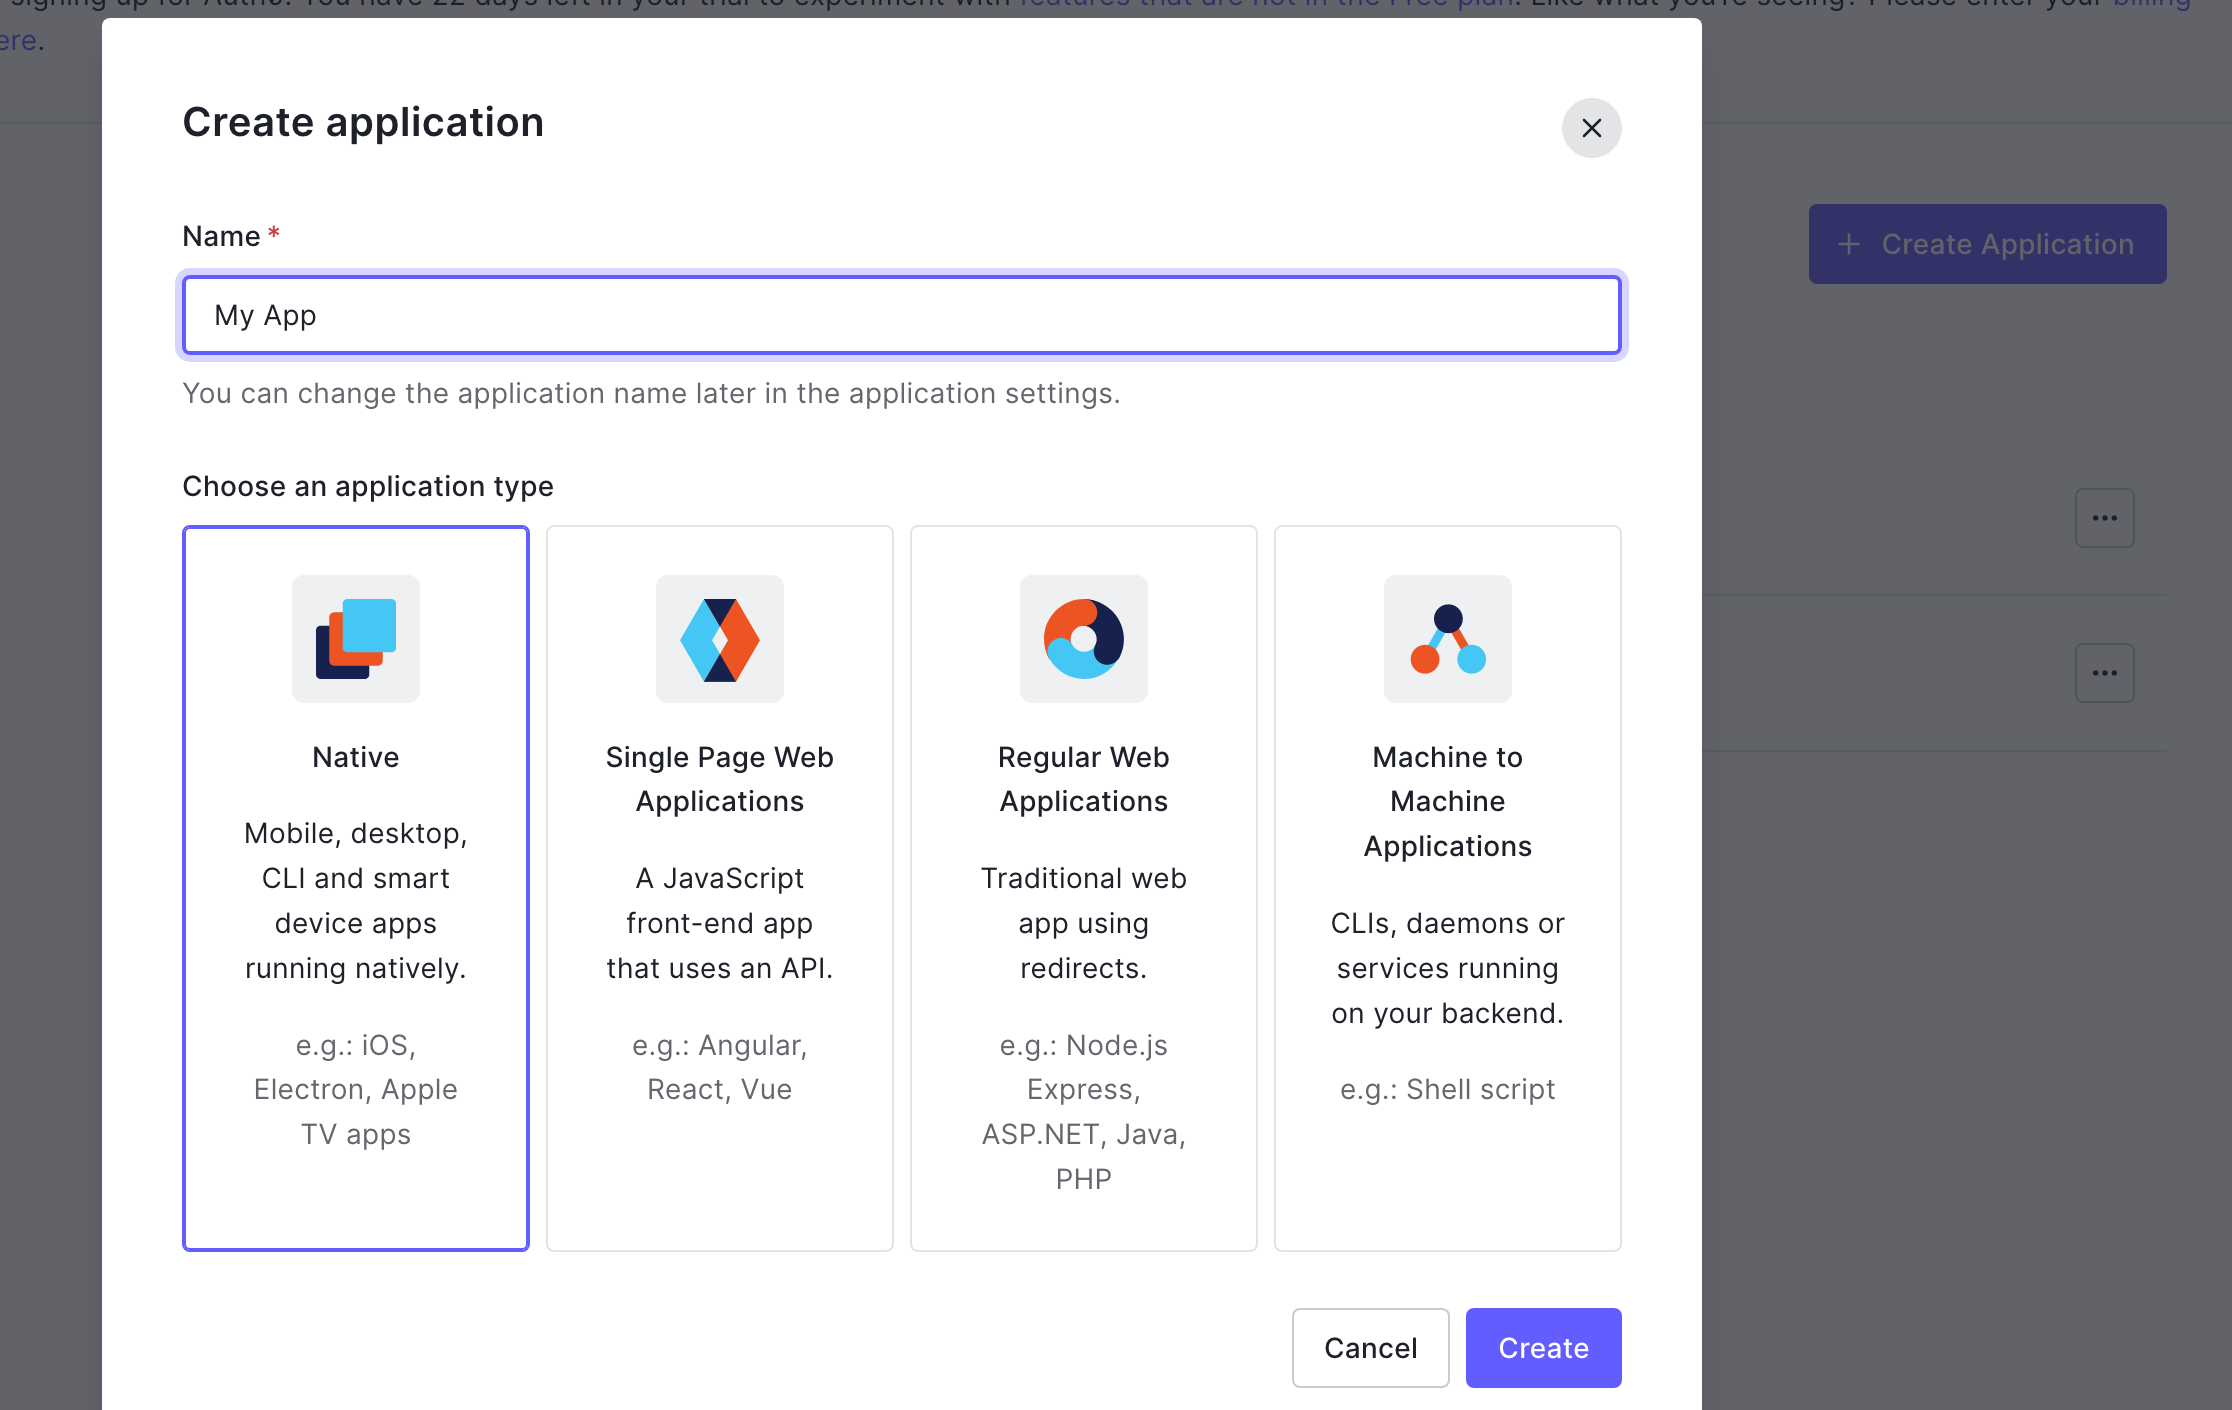 signing up for Auth0. You have 22 days left in your trial to experiment with features that are not in the Free plan. Like what you're seeing? Please enter your billing
ere.
Create application
Name *
+ Create Application
My App
You can change the application name later in the application settings.
Choose an application type
Native
Mobile, desktop,
CLI and smart
device apps
running natively.
e.g.: iOS,
Electron, Apple
TV apps
Single Page Web
Applications
A JavaScript
front-end app
that uses an API.
e.g.: Angular,
React, Vue
Regular Web
Applications
Traditional web
app using
redirects.
e.g.: Node.js
Express,
ASP.NET, Java,
PHP
Machine to
Machine
Applications
CLIs, daemons or
services running
on your backend.
e.g.: Shell script
Cancel
Create